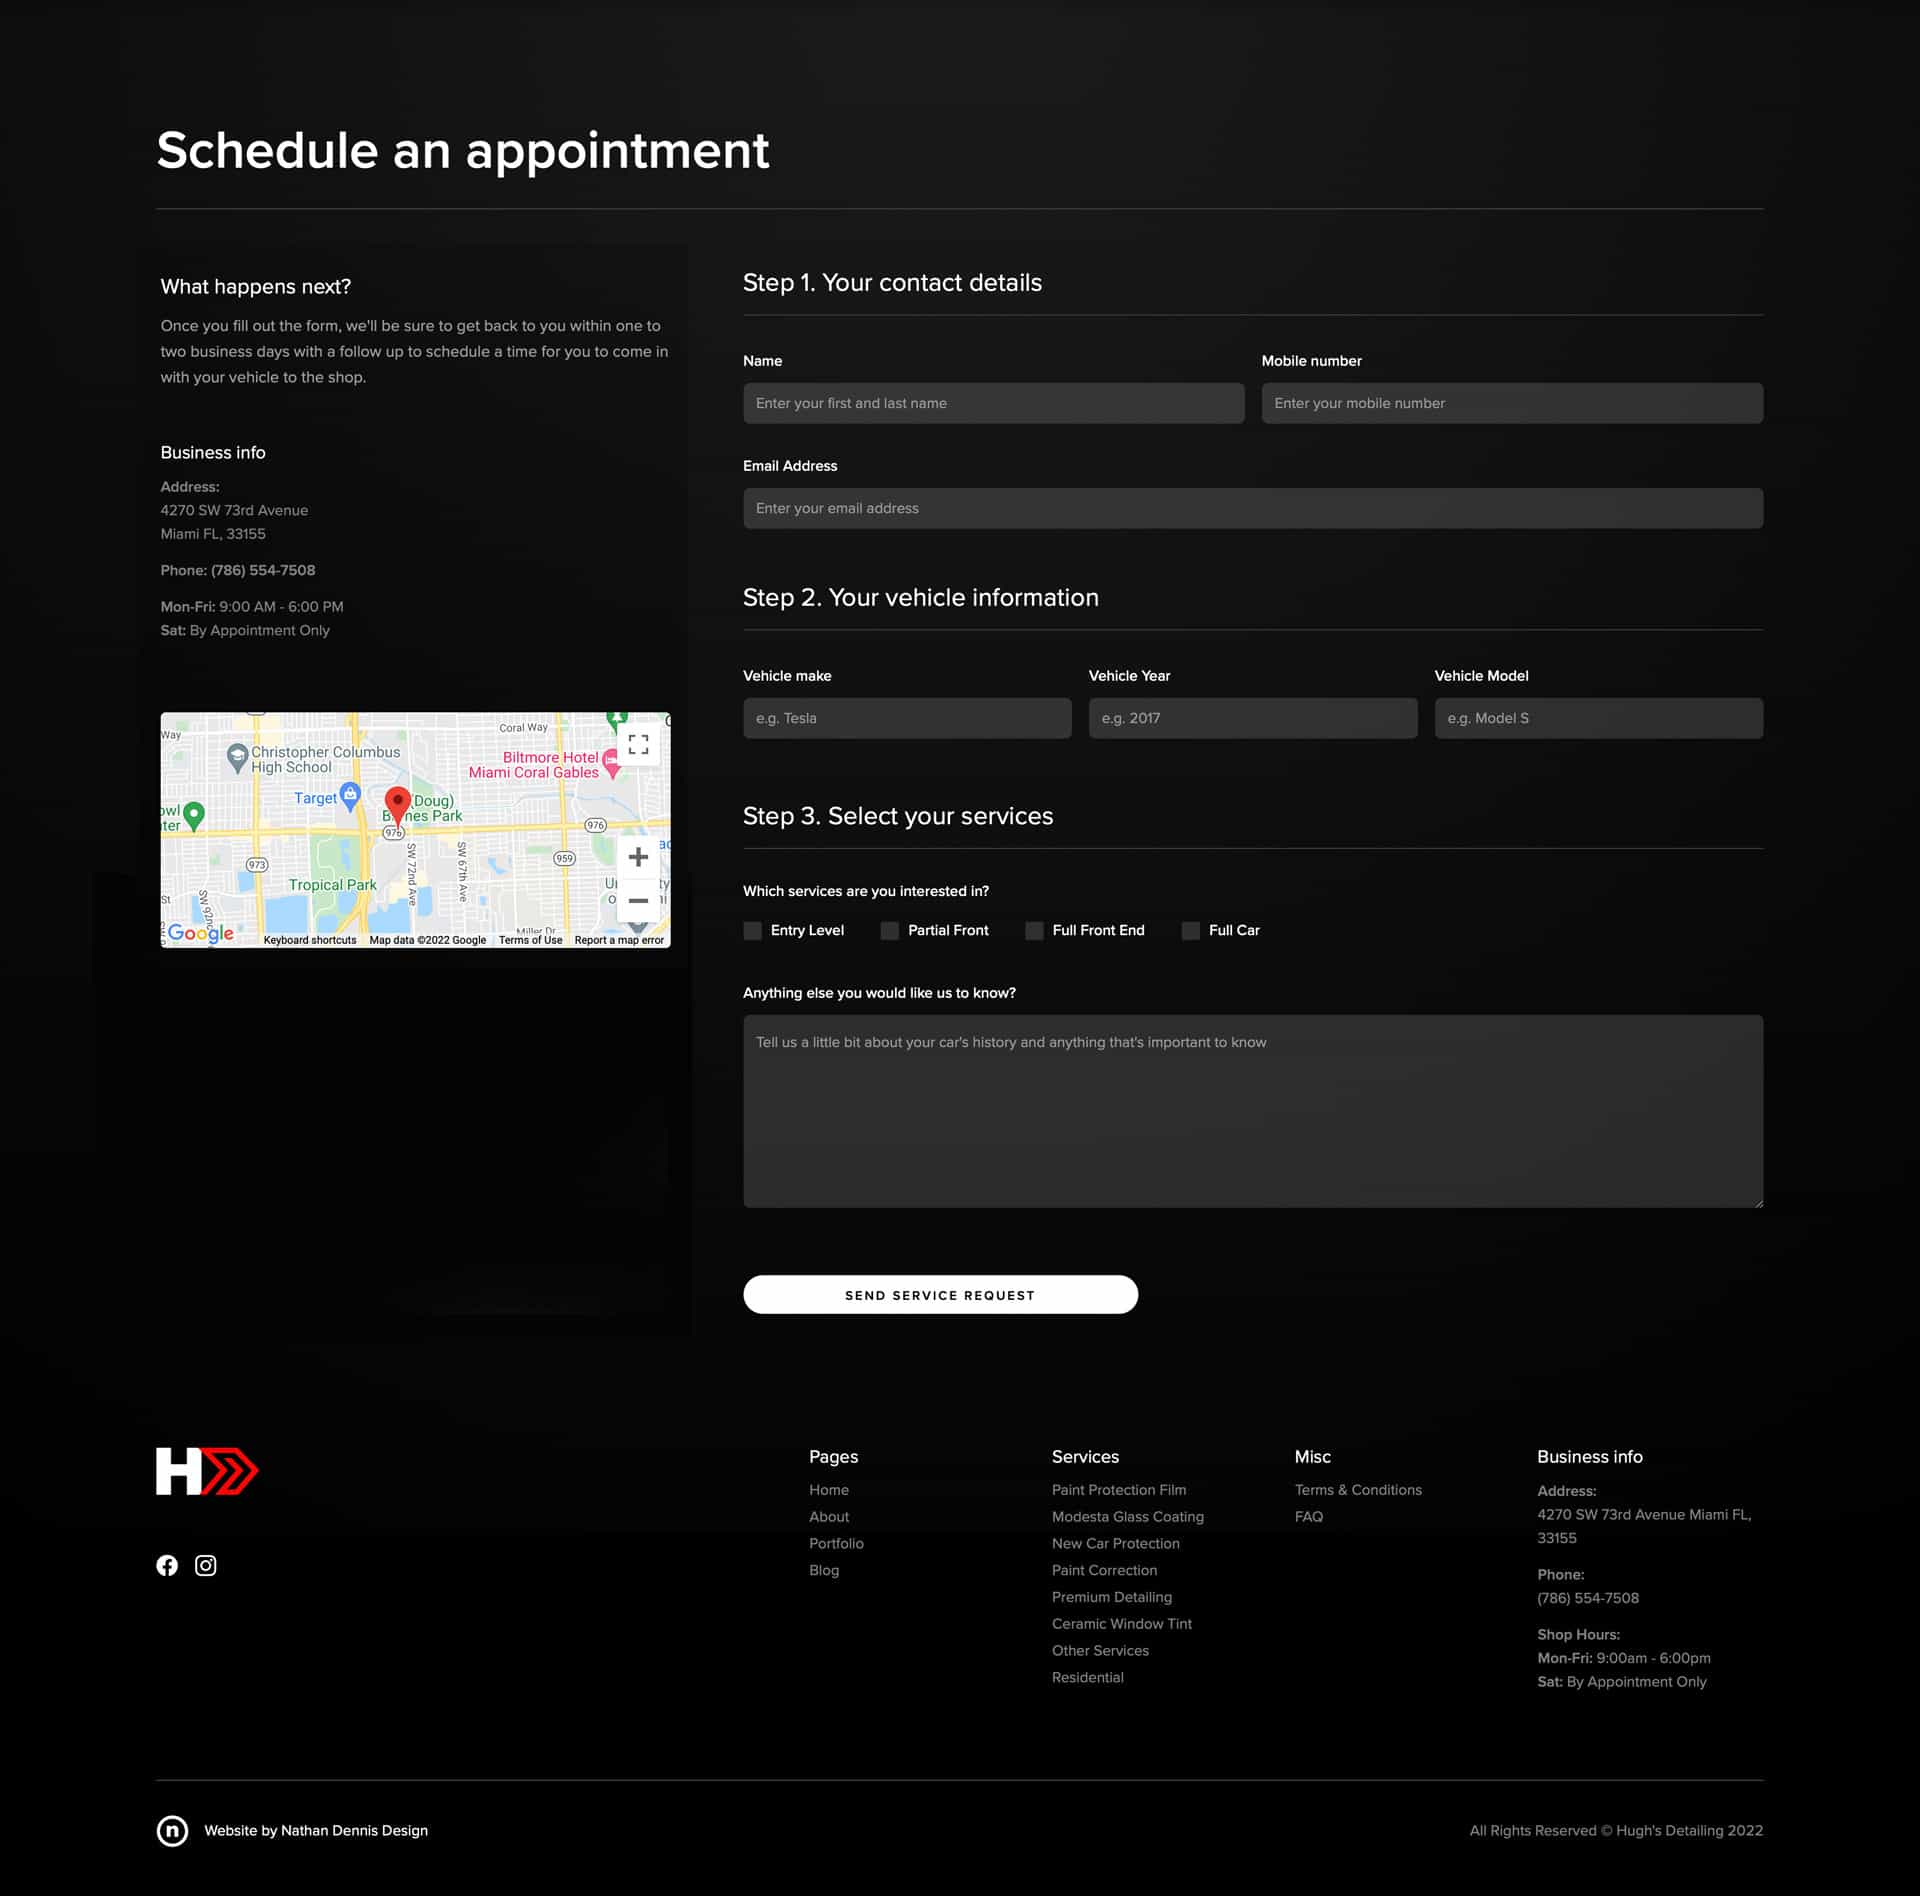 Schedule an appointment
What happens next?
Once you fill out the form, we'll be sure to get back to you within one to
two business days with a follow up to schedule a time for you to come in
with your vehicle to the shop.
Business info
Address:
4270 SW 73rd Avenue
Miami FL, 33155
Phone: (786) 554-7508
Mon-Fri: 9:00 AM - 6:00 PM
Sat: By Appointment Only
Way
Coral Way
Christopher Columbus
High School
Biltmore Hotel
Miami Coral Gables
Target
(Doug)
Park
976
976
973
959
Tropical Park
SW 72nd Ave
SW 67th Ave
St
Miller Dr
Google
Keyboard shortcuts
Map data ©2022 Google
Terms of Use
Report a map error
Step 1. Your contact details
Name
Mobile number
Enter your first and last name
Enter your mobile number
Email Address
Enter your email address
Step 2. Your vehicle information
Vehicle make
Vehicle Year
Vehicle Model
e.g. Tesla
e.g. 2017
e.g. Model S
Step 3. Select your services
Which services are you interested in?
Entry Level
Partial Front
Full Front End
Full Car
Anything else you would like us to know?
Tell us a little bit about your car's history and anything that's important to know
SEND SERVICE REQUEST
H
Pages
Home
About
Portfolio
Blog
Services
Paint Protection Film
Modesta Glass Coating
New Car Protection
Paint Correction
Premium Detailing
Ceramic Window Tint
Other Services
Residential
Misc
Terms & Conditions
FAQ
Business info
Address:
4270 SW 73rd Avenue Miami FL,
33155
Phone:
(786) 554-7508
Shop Hours:
Mon-Fri: 9:00am - 6:00pm
Sat: By Appointment Only
n
Website by Nathan Dennis Design
All Rights Reserved © Hugh's Detailing 2022